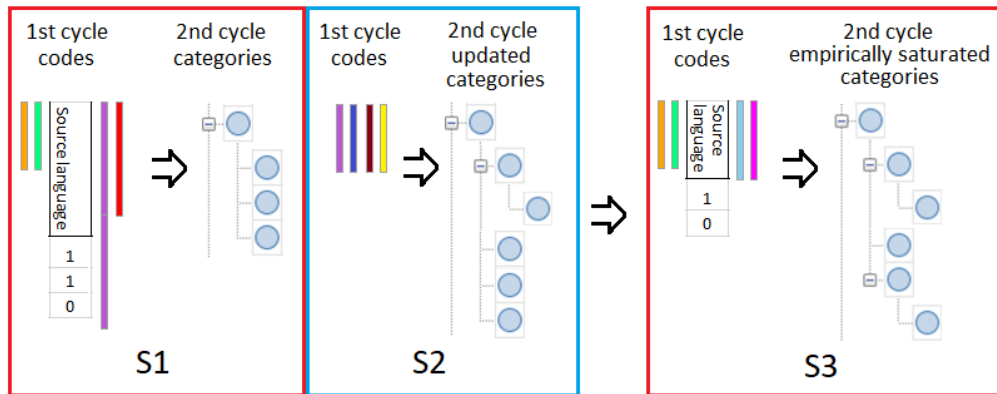 1st cycle
codes
2nd cycle
categories
Source language
1
1
0
S1
1st cycle
codes
2nd cycle
updated
categories
S2
1st cycle
codes
2nd cycle
empirically saturated
categories
Source
language
1
0
S3